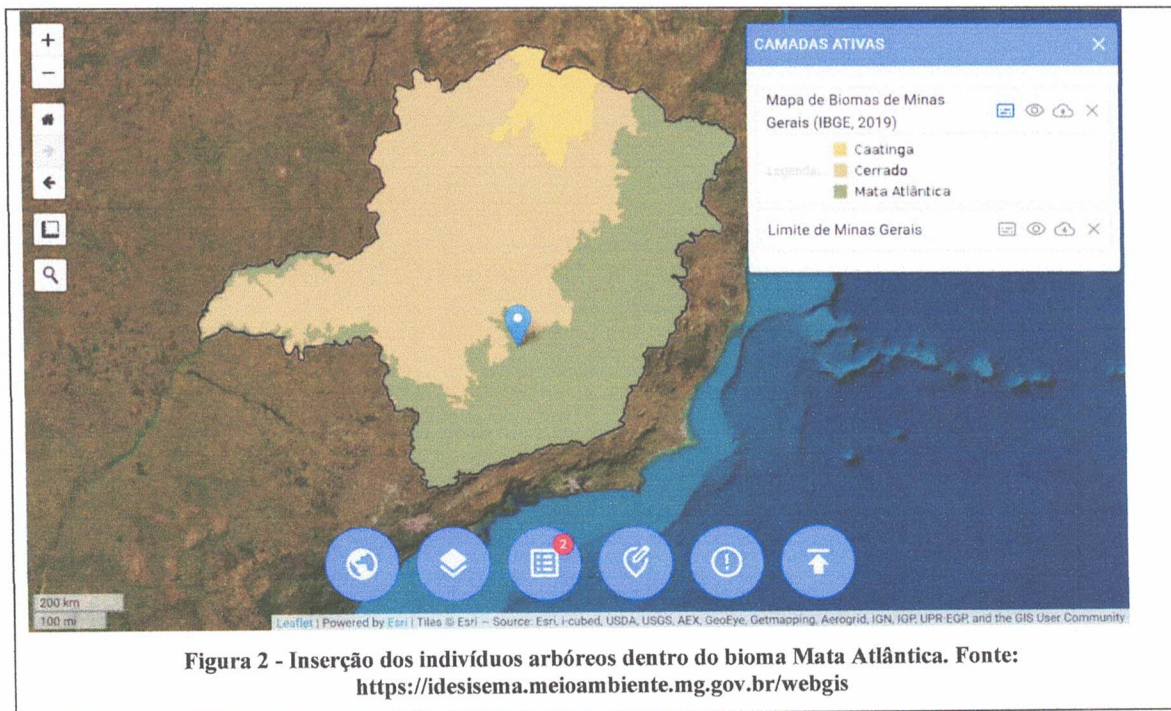 +
−
CAMADAS ATIVAS
Mapa de Biomas de Minas
Gerais (IBGE, 2019)
Legenda:
Caatinga
Cerrado
Mata Atlântica
Limite de Minas Gerais
2
200 km
100 mi
Leaflet | Powered by Esri | Tiles © Esri — Source: Esri, i-cubed, USDA, USGS, AEX, GeoEye, Getmapping, Aerogrid, IGN, IGP, UPR-EGP, and the GIS User Community
Figura 2 - Inserção dos indivíduos arbóreos dentro do bioma Mata Atlântica. Fonte:
https://idesisema.meioambiente.mg.gov.br/webgis